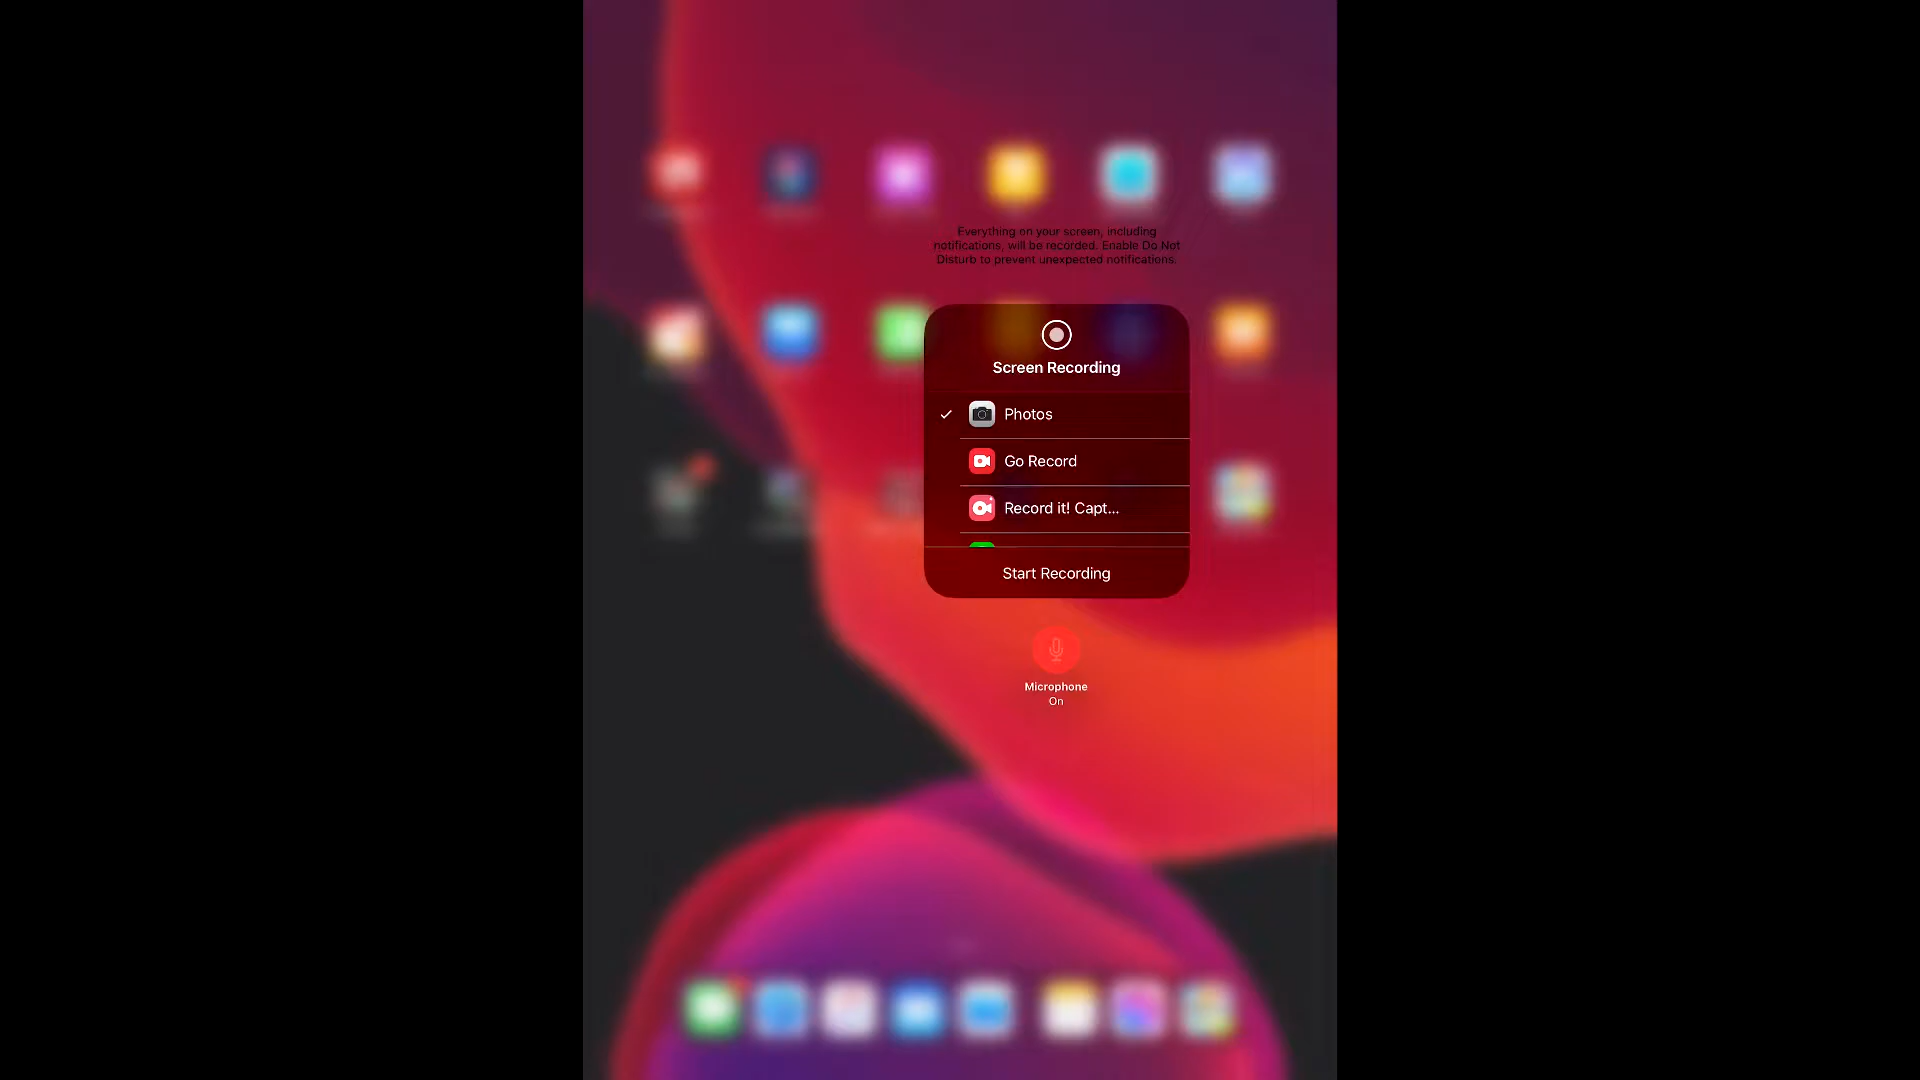 Everything on your screen, including
notifications, will be recorded. Enable Do Not
Disturb to prevent unexpected notifications.
Screen Recording
Photos
Go Record
Record it! Capt...
Start Recording
Microphone
On